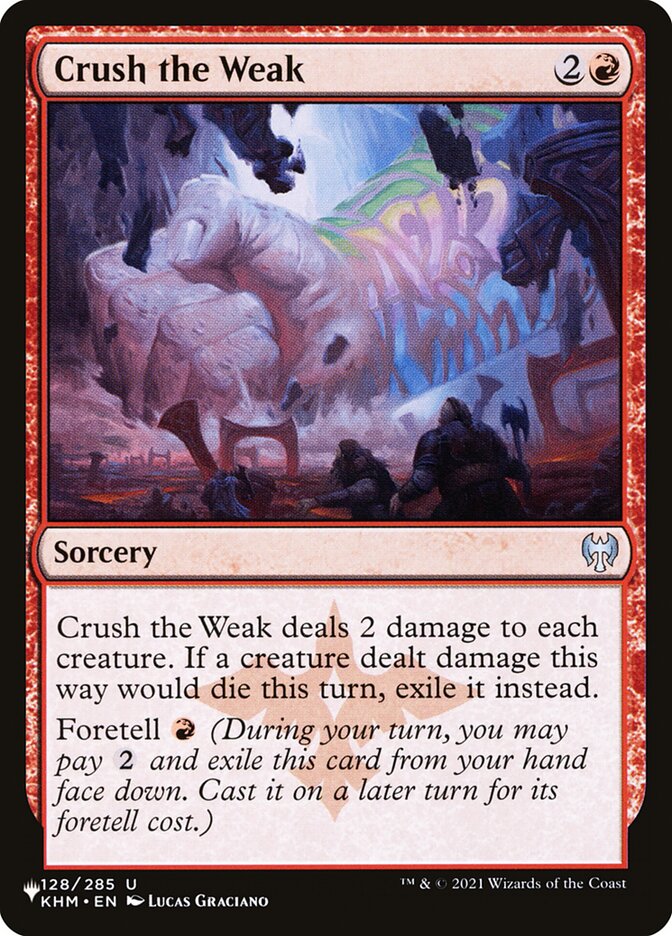 Crush the Weak 2
Sorcery
Crush the Weak deals 2 damage to each
creature. If a creature dealt damage this
way would die this turn, exile it instead.
Foretell (During your turn, you may
pay 2 and exile this card from your hand
face down. Cast it on a later turn for its
foretell cost.)
128/285 U
KHM • EN Lucas Graciano
™ & © 2021 Wizards of the Coast